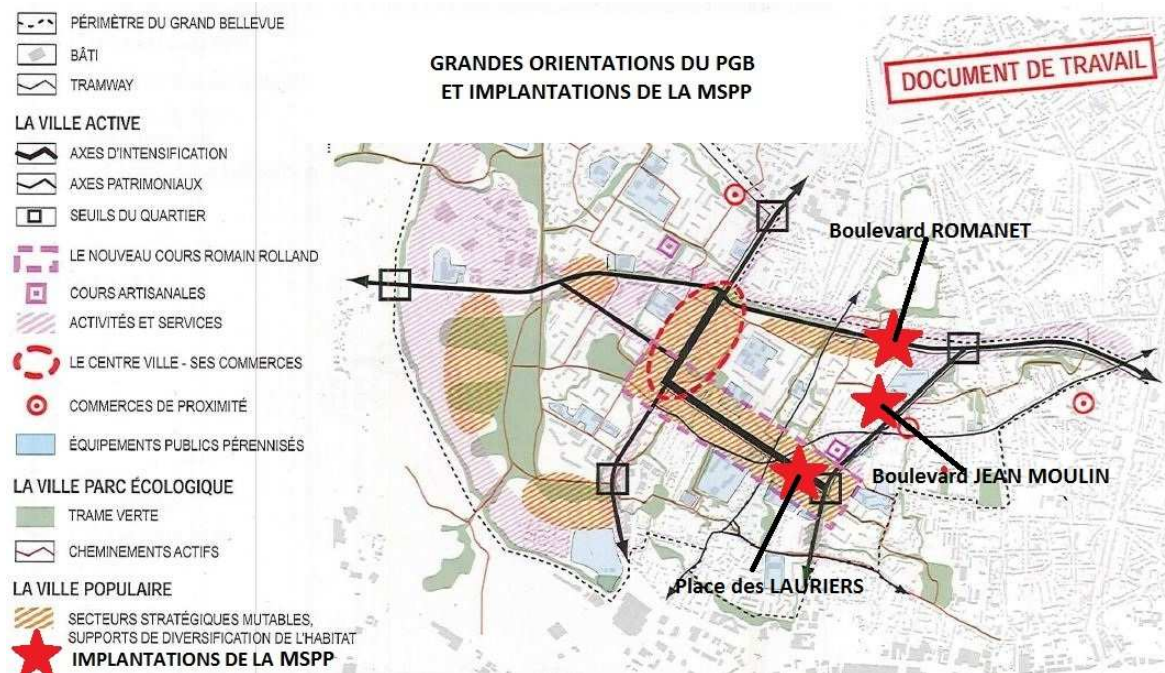 PÉRIMÈTRE DU GRAND BELLEVUE
BÂTI
TRAMWAY
LA VILLE ACTIVE
AXES D'INTENSIFICATION
AXES PATRIMONIAUX
SEUILS DU QUARTIER
LE NOUVEAU COURS ROMAIN ROLLAND
COURS ARTISANALES
ACTIVITÉS ET SERVICES
LE CENTRE VILLE - SES COMMERCES
COMMERCES DE PROXIMITÉ
ÉQUIPEMENTS PUBLICS PÉRENNISÉS
LA VILLE PARC ÉCOLOGIQUE
TRAME VERTE
CHEMINEMENTS ACTIFS
LA VILLE POPULAIRE
SECTEURS STRATÉGIQUES MUTABLES,
SUPPORTS DE DIVERSIFICATION DE L'HABITAT
IMPLANTATIONS DE LA MSPP
GRANDES ORIENTATIONS DU PGB
ET IMPLANTATIONS DE LA MSPP
DOCUMENT DE TRAVAIL
Boulevard ROMANET
Boulevard JEAN MOULIN
Place des LAURIERS